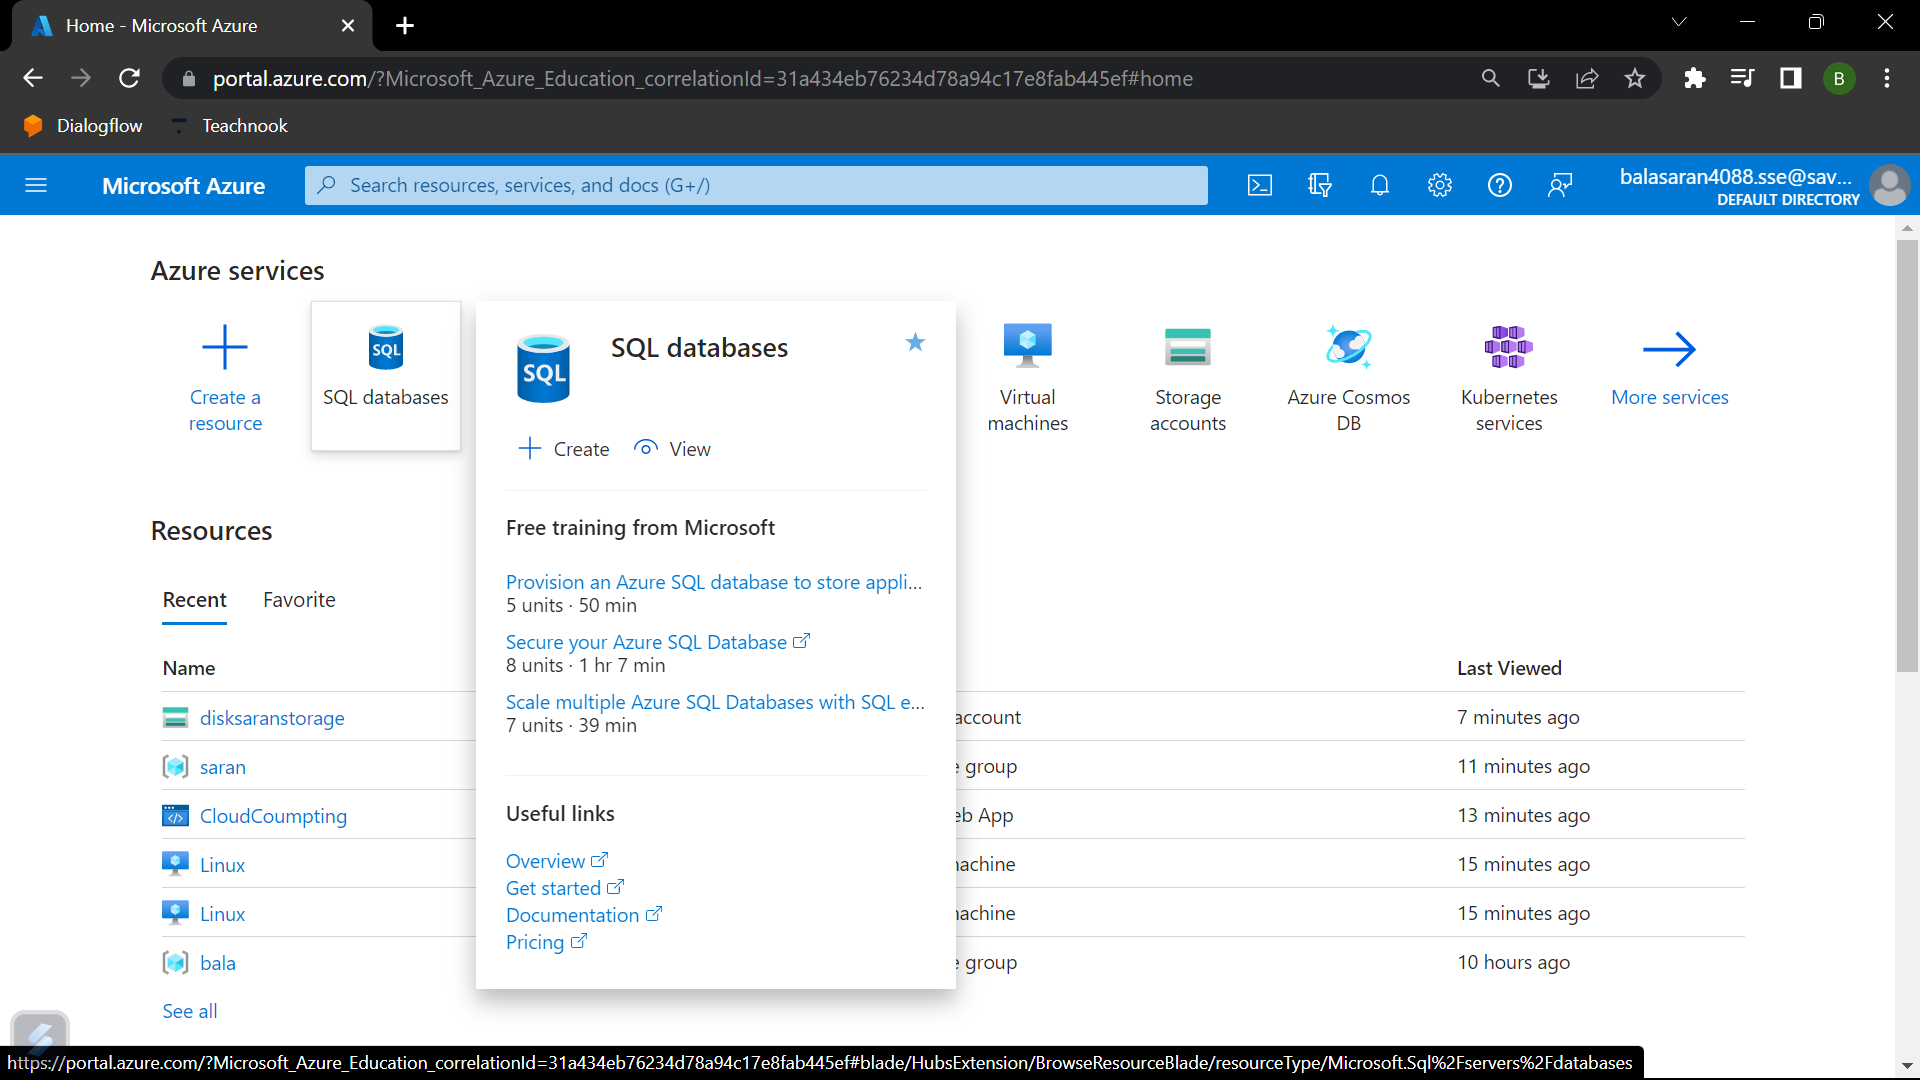 Home - Microsoft Azure
portal.azure.com/?Microsoft_Azure_Education_correlationId=31a434eb76234d78a94c17e8fab445ef#home
B
Dialogflow
Teachnook
Microsoft Azure
Search resources, services, and docs (G+/)
balasaran4088.sse@sav...
DEFAULT DIRECTORY
Azure services
Create a
resource
SQL
SQL databases
SQL
SQL databases
Create
View
Virtual
machines
Storage
accounts
Azure Cosmos
DB
Kubernetes
services
More services
Free training from Microsoft
Provision an Azure SQL database to store appli...
5 units · 50 min
Secure your Azure SQL Database
8 units · 1 hr 7 min
Scale multiple Azure SQL Databases with SQL e...
7 units · 39 min
Useful links
Overview
Get started
Documentation
Pricing
Resources
Recent
Favorite
Name
Last Viewed
disksaranstorage
account
7 minutes ago
saran
group
11 minutes ago
CloudCoumpting
eb App
13 minutes ago
Linux
achine
15 minutes ago
Linux
achine
15 minutes ago
bala
group
10 hours ago
See all
https://portal.azure.com/?Microsoft_Azure_Education_correlationId=31a434eb76234d78a94c17e8fab445ef#blade/HubsExtension/BrowseResourceBlade/resourceType/Microsoft.Sql%2Fservers%2Fdatabases